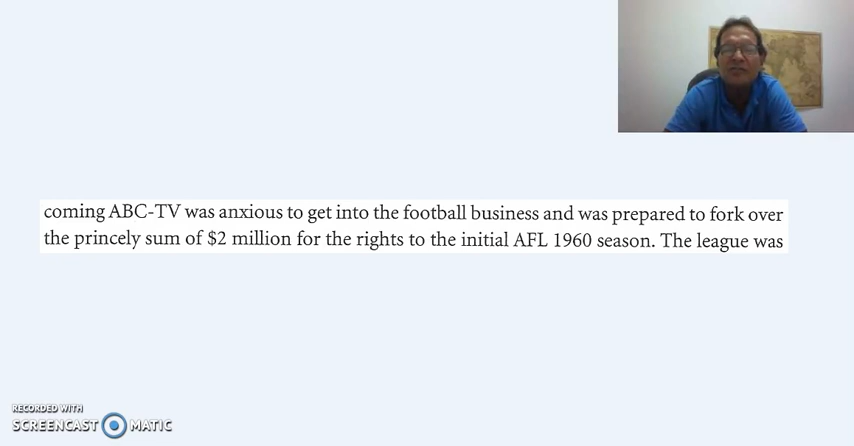 coming ABC-TV was anxious to get into the football business and was prepared to fork over
the princely sum of $2 million for the rights to the initial AFL 1960 season. The league was
RECORDED WITH
SCREENCAST MATIC